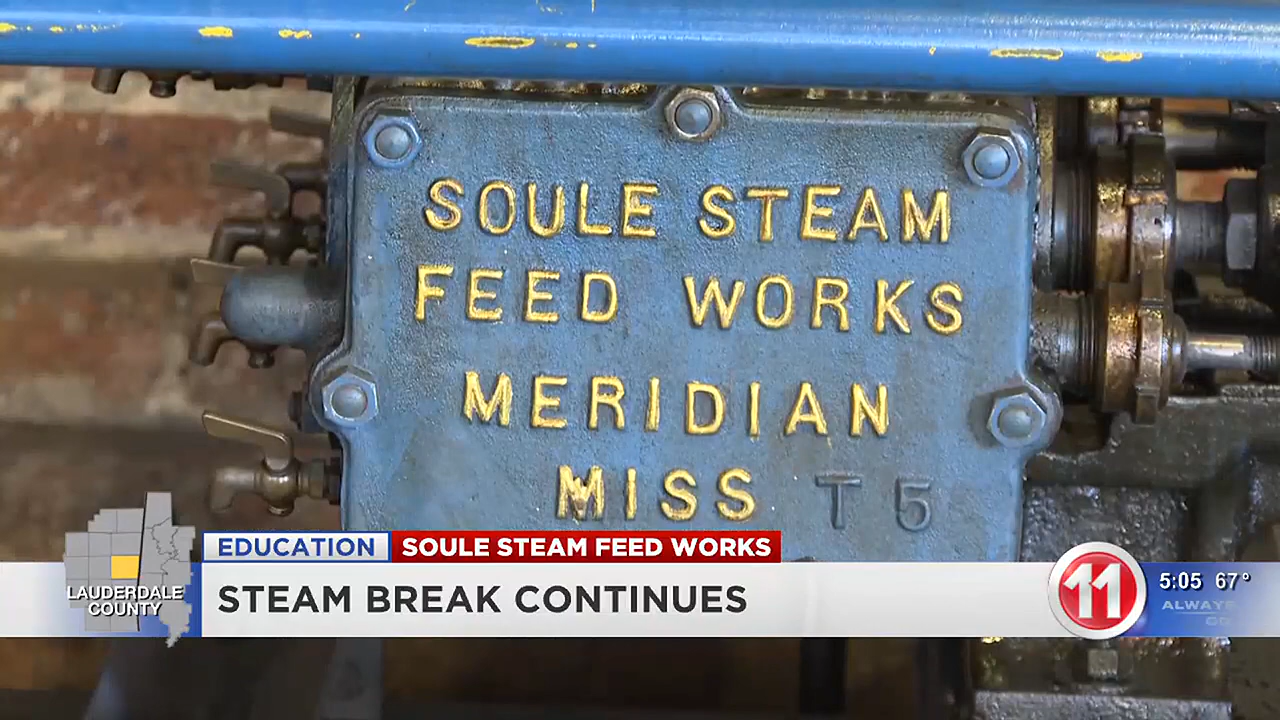 SOULE STEAM
FEED WORKS
MERIDIAN
MISS T5
EDUCATION SOULE STEAM FEED WORKS
STEAM BREAK CONTINUES
LAUDERDALE
COUNTY
11
5:05 67°
ALWAYS